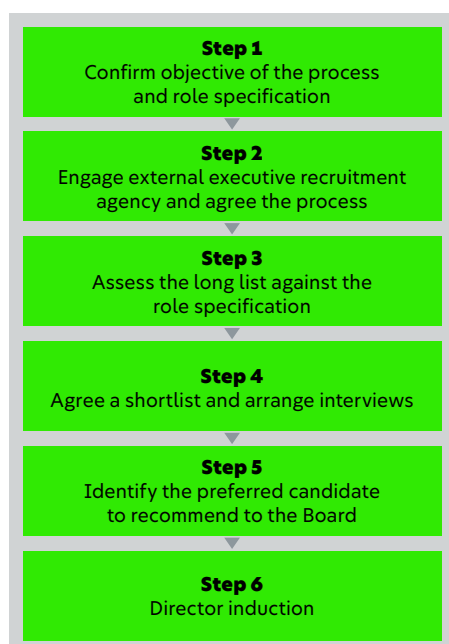 Step 1
Confirm objective of the process
and role specification
Step 2
Engage external executive recruitment
agency and agree the process
Step 3
Assess the long list against the
role specification
Step 4
Agree a shortlist and arrange interviews
Step 5
Identify the preferred candidate
to recommend to the Board
Step 6
Director induction